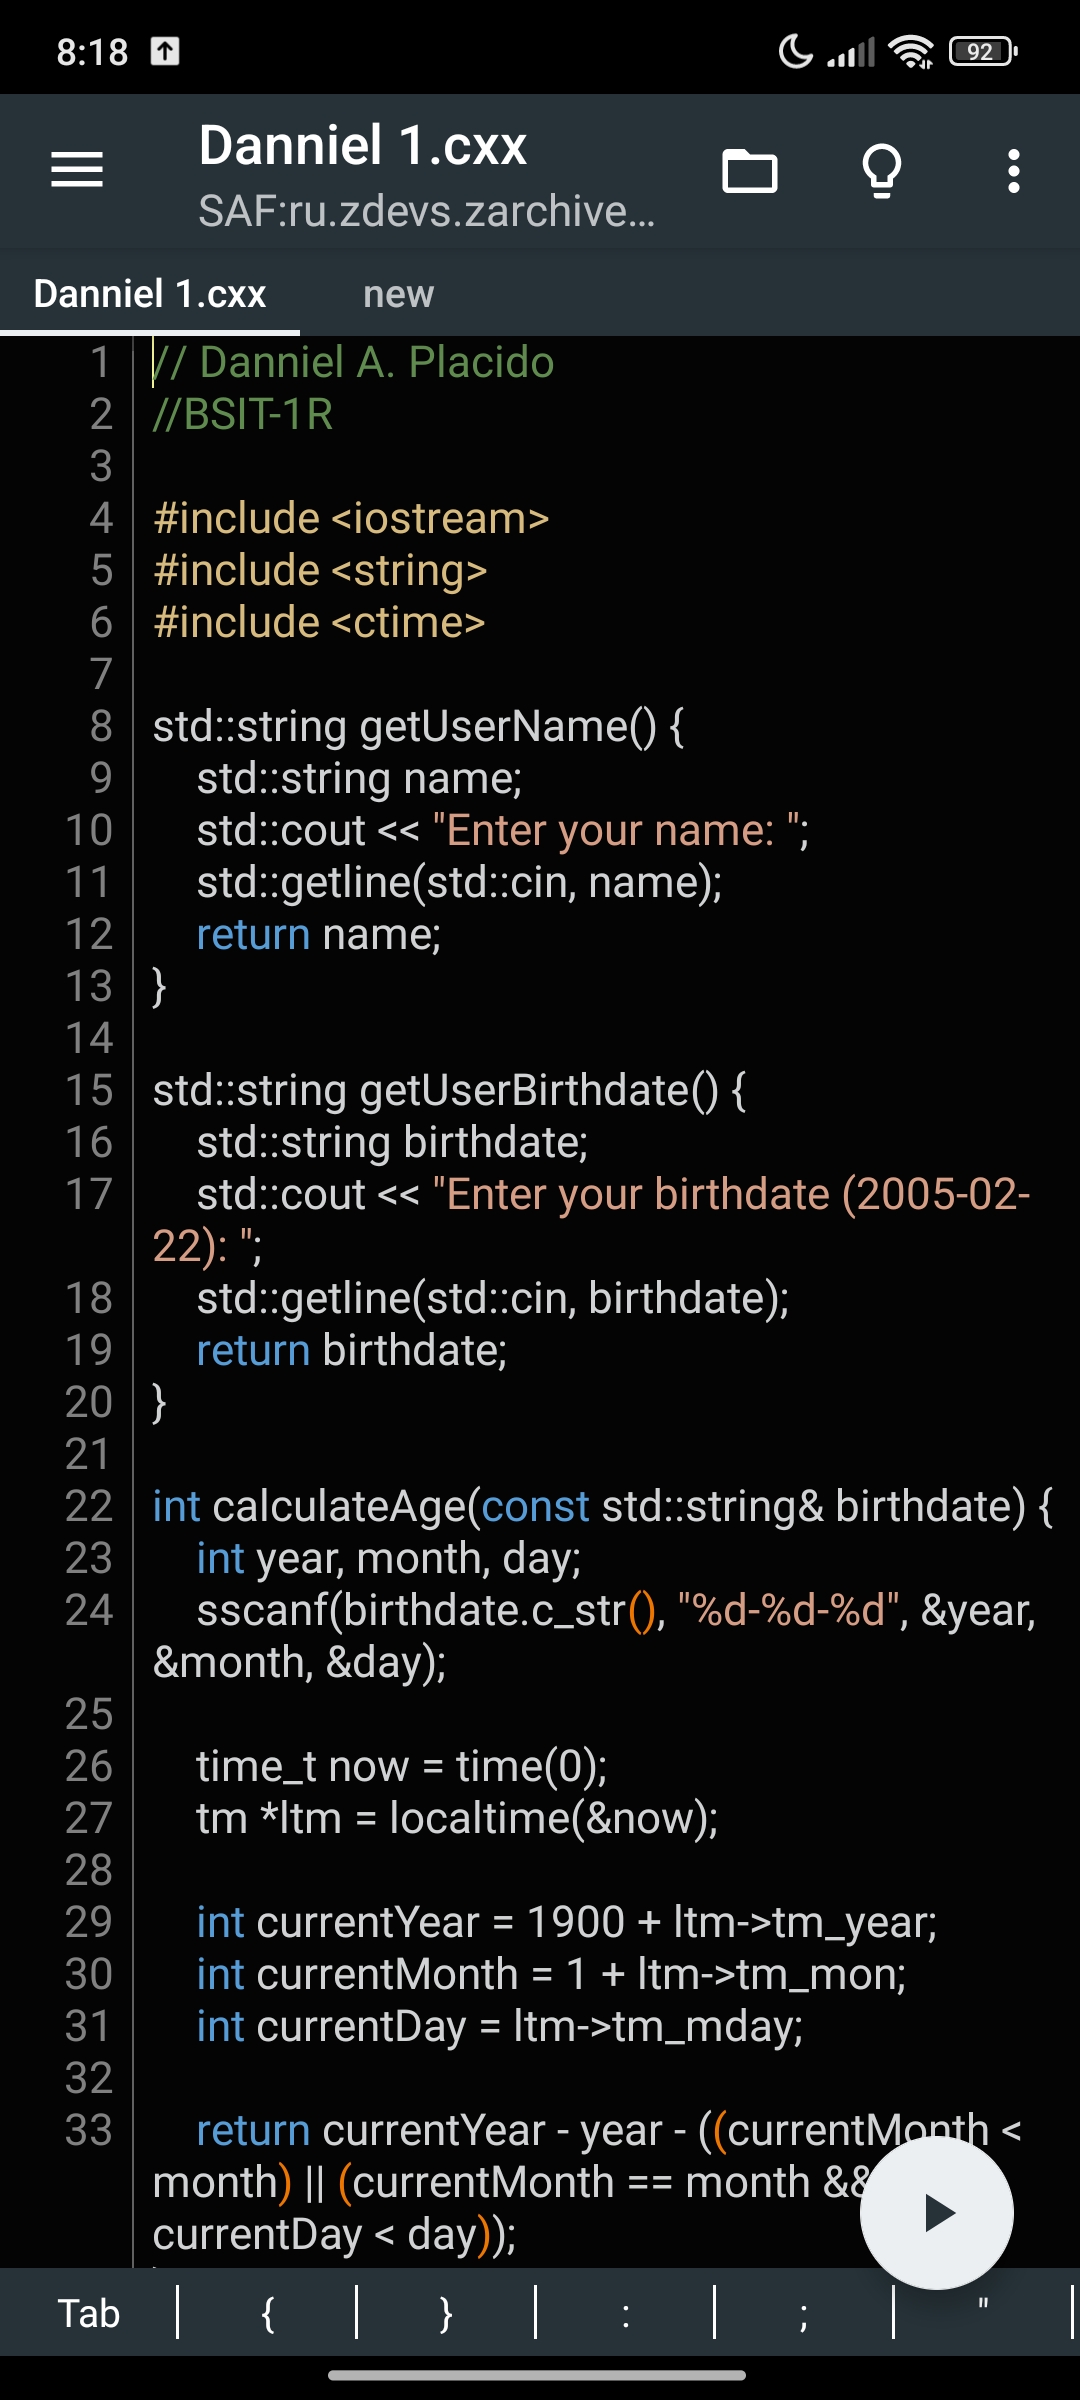 8:18
92
Danniel 1.cxx
SAF:ru.zdevs.zarchive...
Danniel 1.cxx new
1 // Danniel A. Placido
2 //BSIT-1R
3
4 #include <iostream>
5 #include <string>
6 #include <ctime>
7
8 std::string getUserName() {
9 std::string name;
10 std::cout << "Enter your name: ";
11 std::getline(std::cin, name);
12 return name;
13 }
14
15 std::string getUserBirthdate() {
16 std::string birthdate;
17 std::cout << "Enter your birthdate (2005-02-
22): ";
18 std::getline(std::cin, birthdate);
19 return birthdate;
20 }
21
22 int calculateAge(const std::string& birthdate) {
23 int year, month, day;
24 sscanf(birthdate.c_str(), "%d-%d-%d", &year,
&month, &day);
25
26 time_t now = time(0);
27 tm *ltm = localtime(&now);
28
29 int currentYear = 1900 + ltm->tm_year;
30 int currentMonth = 1 + ltm->tm_mon;
31 int currentDay = ltm->tm_mday;
32
33 return currentYear - year - ((currentMonth <
month) || (currentMonth == month &&
currentDay < day));
Tab { } : ; "